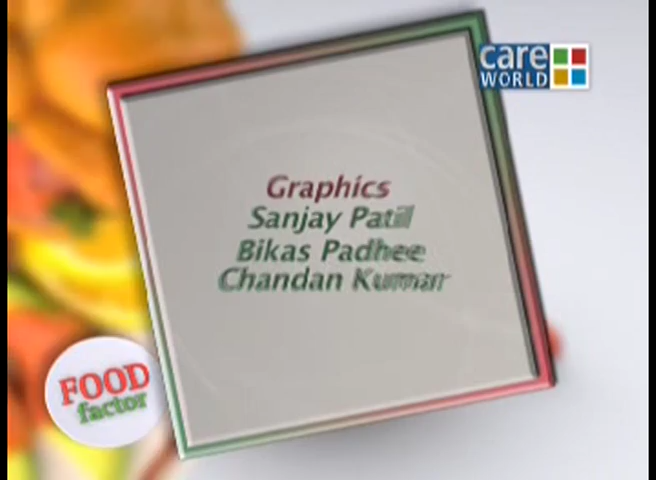 care
WORLD
Graphics
Sanjay Patil
Bikas Padhee
Chandan Kumar
FOOD
factor